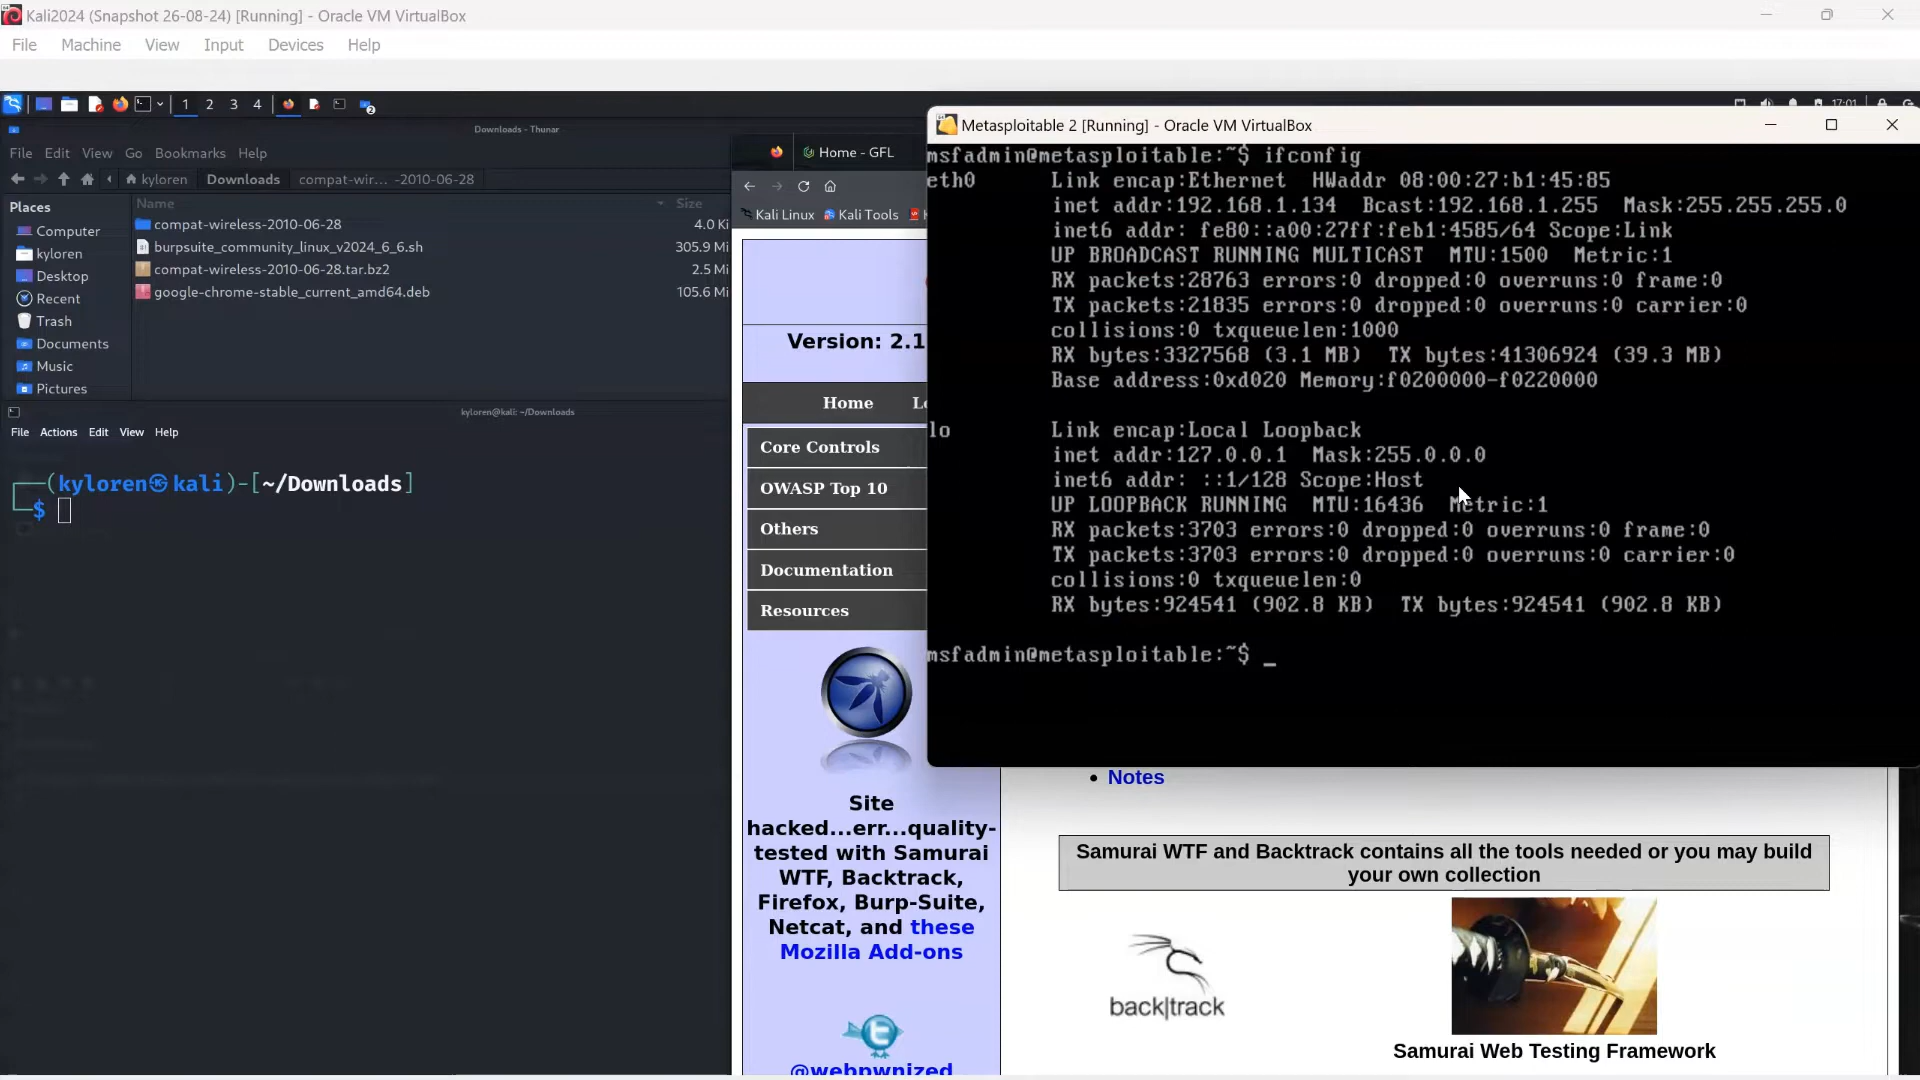 Kali2024 (Snapshot 26-08-24) [Running] - Oracle VM VirtualBox
File Machine View Input Devices Help
1 2 3 4
17:01
Downloads - Thunar
File Edit View Go Bookmarks Help
kyloren Downloads compat-wir... -2010-06-28
Places
Computer
kyloren
Desktop
Recent
Trash
Documents
Music
Pictures
Name Size
compat-wireless-2010-06-28 4.0 Ki
burpsuite_community_linux_v2024_6_6.sh 305.9 Mi
compat-wireless-2010-06-28.tar.bz2 2.5 Mi
google-chrome-stable_current_amd64.deb 105.6 Mi
kyloren@kali: ~/Downloads
File Actions Edit View Help
(kyloren㉿kali)-[~/Downloads]
$
Home - GFL
Kali Linux Kali Tools
Version: 2.1
Home
Core Controls
OWASP Top 10
Others
Documentation
Resources
Site
hacked...err...quality-
tested with Samurai
WTF, Backtrack,
Firefox, Burp-Suite,
Netcat, and these
Mozilla Add-ons
@webpwnized
Metasploitable 2 [Running] - Oracle VM VirtualBox
msfadmin@metasploitable:~$ ifconfig
eth0 Link encap:Ethernet HWaddr 08:00:27:b1:45:85
inet addr:192.168.1.134 Bcast:192.168.1.255 Mask:255.255.255.0
inet6 addr: fe80::a00:27ff:feb1:4585/64 Scope:Link
UP BROADCAST RUNNING MULTICAST MTU:1500 Metric:1
RX packets:28763 errors:0 dropped:0 overruns:0 frame:0
TX packets:21835 errors:0 dropped:0 overruns:0 carrier:0
collisions:0 txqueuelen:1000
RX bytes:3327568 (3.1 MB) TX bytes:41306924 (39.3 MB)
Base address:0xd020 Memory:f0200000-f0220000
lo Link encap:Local Loopback
inet addr:127.0.0.1 Mask:255.0.0.0
inet6 addr: ::1/128 Scope:Host
UP LOOPBACK RUNNING MTU:16436 Metric:1
RX packets:3703 errors:0 dropped:0 overruns:0 frame:0
TX packets:3703 errors:0 dropped:0 overruns:0 carrier:0
collisions:0 txqueuelen:0
RX bytes:924541 (902.8 KB) TX bytes:924541 (902.8 KB)
msfadmin@metasploitable:~$ _
Notes
Samurai WTF and Backtrack contains all the tools needed or you may build
your own collection
back|track
Samurai Web Testing Framework